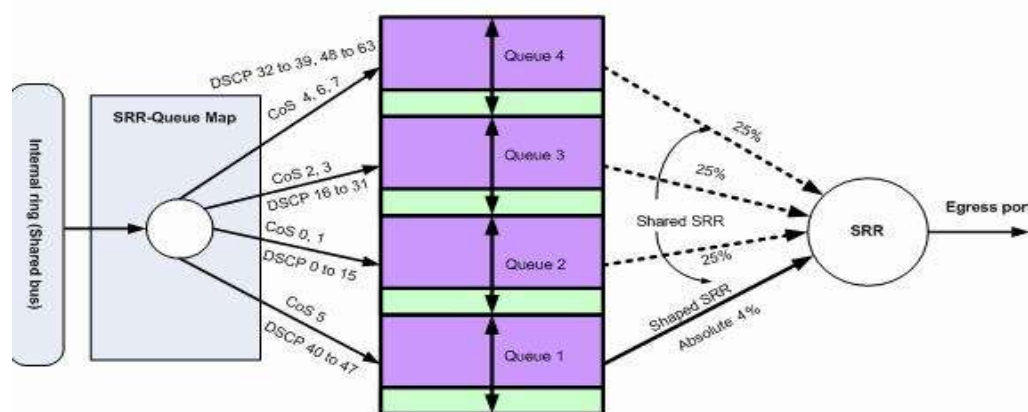 Internal ring (Shared bus)
SRR-Queue Map
DSCP 32 to 39, 48 to 63
CoS 4, 6, 7
CoS 2, 3
DSCP 16 to 31
CoS 0, 1
DSCP 0 to 15
CoS 5
DSCP 40 to 47
Queue 4
Queue 3
Queue 2
Queue 1
25%
25%
Shared SRR
25%
Shaped SRR
Absolute 4%
SRR
Egress port